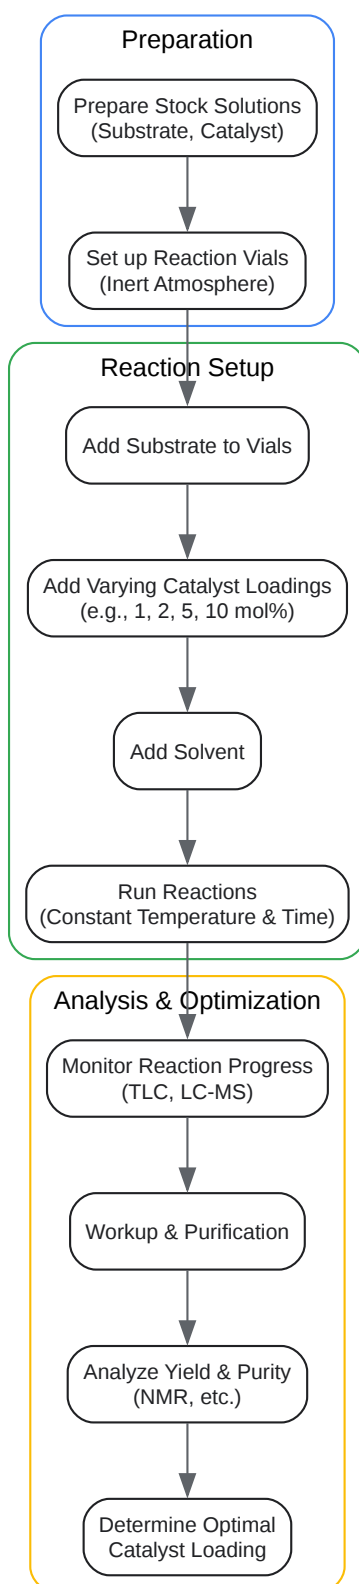 Preparation
Prepare Stock Solutions
(Substrate, Catalyst)
Set up Reaction Vials
(Inert Atmosphere)
Reaction Setup
Add Substrate to Vials
Add Varying Catalyst Loadings
(e.g., 1, 2, 5, 10 mol%)
Add Solvent
Run Reactions
(Constant Temperature & Time)
Analysis & Optimization
Monitor Reaction Progress
(TLC, LC-MS)
Workup & Purification
Analyze Yield & Purity
(NMR, etc.)
Determine Optimal
Catalyst Loading